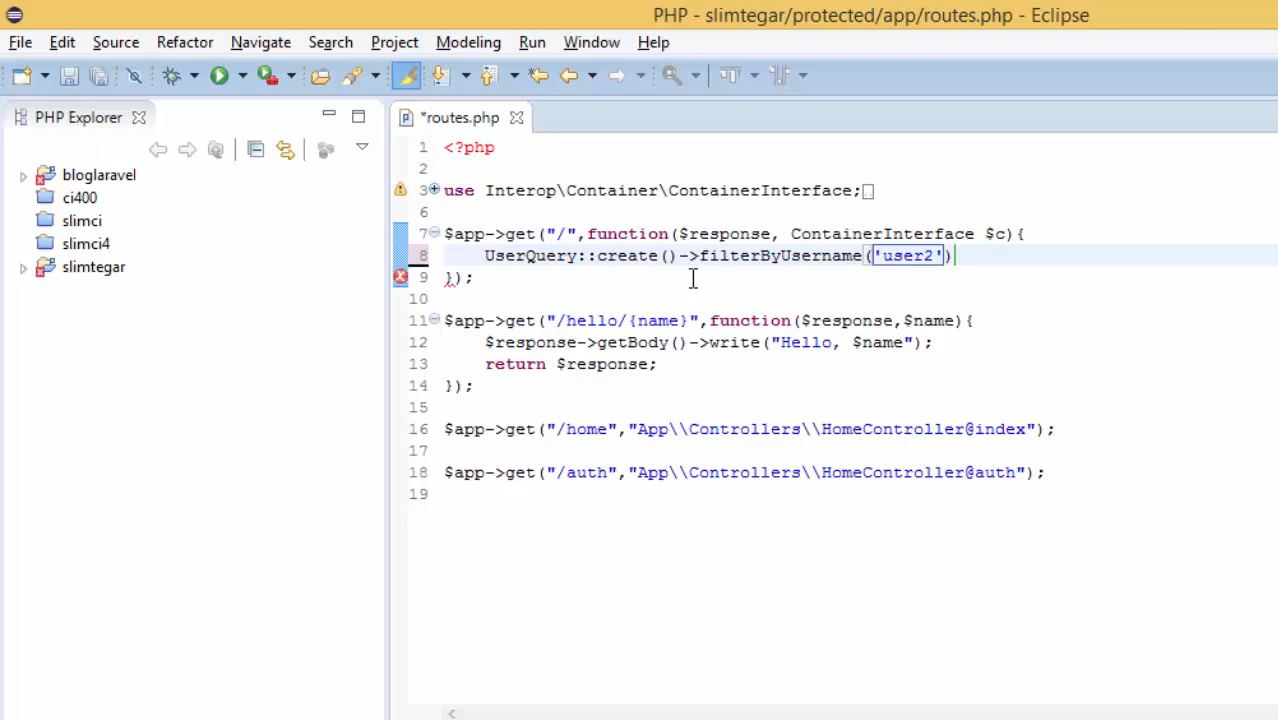 PHP - slimtegar/protected/app/routes.php - Eclipse
File Edit Source Refactor Navigate Search Project Modeling Run Window Help
PHP Explorer
*routes.php
bloglaravel
ci400
slimci
slimci4
slimtegar
1 <?php
2
3 use Interop\Container\ContainerInterface;
6
7 $app->get("/",function($response, ContainerInterface $c){
8 UserQuery::create()->filterByUsername('user2')
9 });
10
11 $app->get("/hello/{name}",function($response,$name){
12 $response->getBody()->write("Hello, $name");
13 return $response;
14 });
15
16 $app->get("/home","App\\Controllers\\HomeController@index");
17
18 $app->get("/auth","App\\Controllers\\HomeController@auth");
19